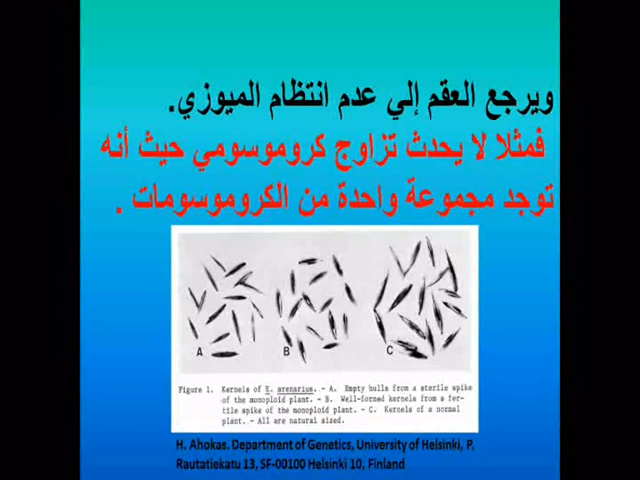 ويرجع العقم إلي عدم انتظام الميوزي.
فمثلا لا يحدث تزاوج كروموسومي حيث أنه
توجد مجموعة واحدة من الكروموسومات .
A
B
C
Figure 1. Kernels of E. arenarius. - A. Empty hulls from a sterile spike
of the monoploid plant. - B. Well-formed kernels from a fer-
tile spike of the monoploid plant. - C. Kernels of a normal
plant. - All are natural sized.
H. Ahokas. Department of Genetics, University of Helsinki, P.
Rautatiekatu 13, SF-00100 Helsinki 10, Finland